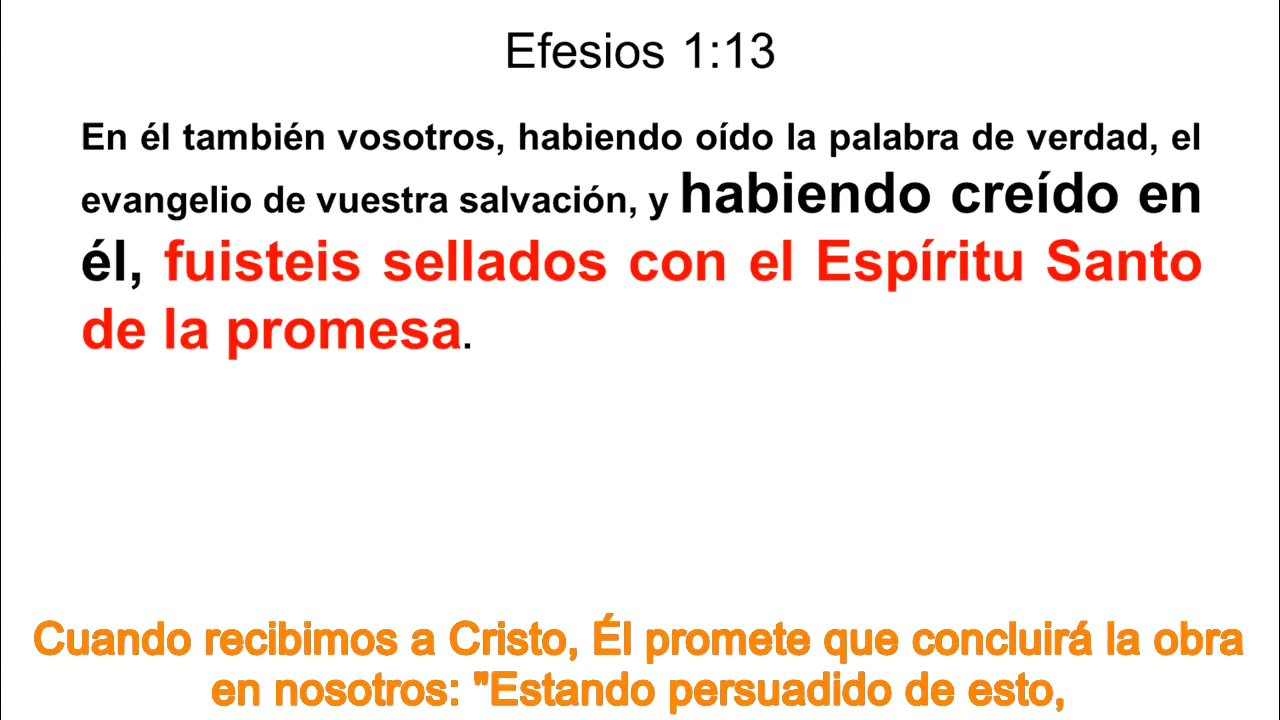 Efesios 1:13
En él también vosotros, habiendo oído la palabra de verdad, el
evangelio de vuestra salvación, y habiendo creído en
él, fuisteis sellados con el Espíritu Santo
de la promesa.
Cuando recibimos a Cristo, Él promete que concluirá la obra
en nosotros: "Estando persuadido de esto,